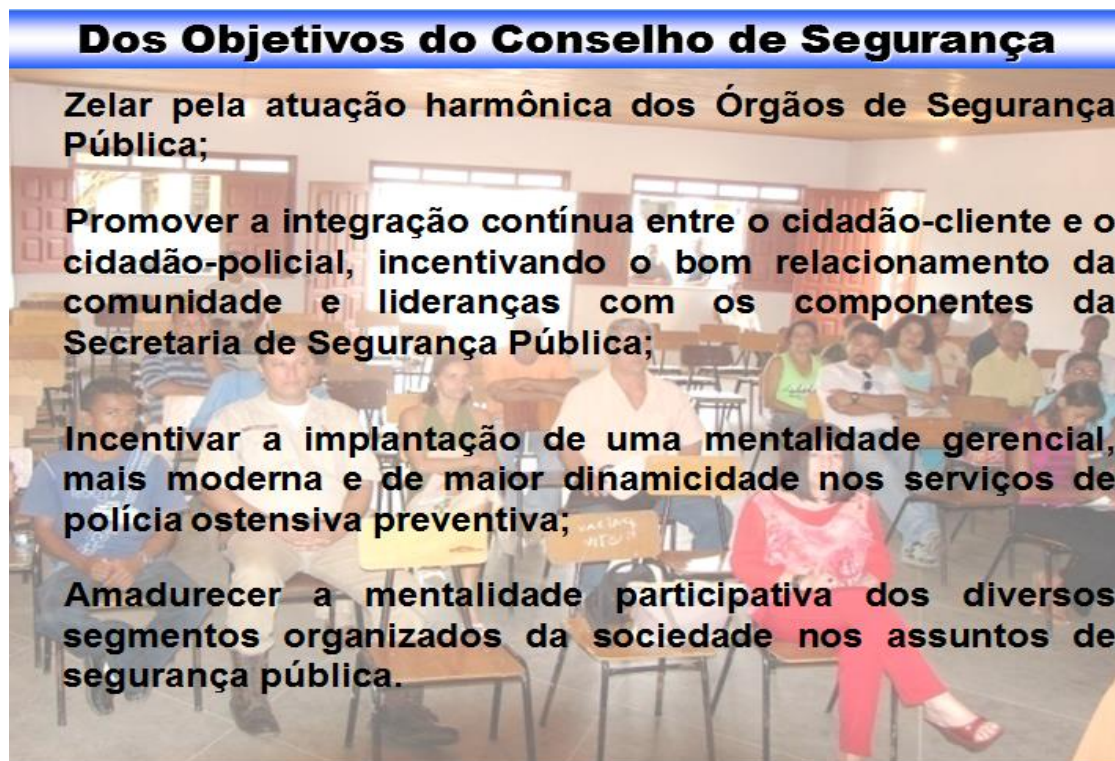 Dos Objetivos do Conselho de Segurança
Zelar pela atuação harmônica dos Órgãos de Segurança
Pública;
Promover a integração contínua entre o cidadão-cliente e o
cidadão-policial, incentivando o bom relacionamento da
comunidade e lideranças com os componentes da
Secretaria de Segurança Pública;
Incentivar a implantação de uma mentalidade gerencial,
mais moderna e de maior dinamicidade nos serviços de
polícia ostensiva preventiva;
Amadurecer a mentalidade participativa dos diversos
segmentos organizados da sociedade nos assuntos de
segurança pública.